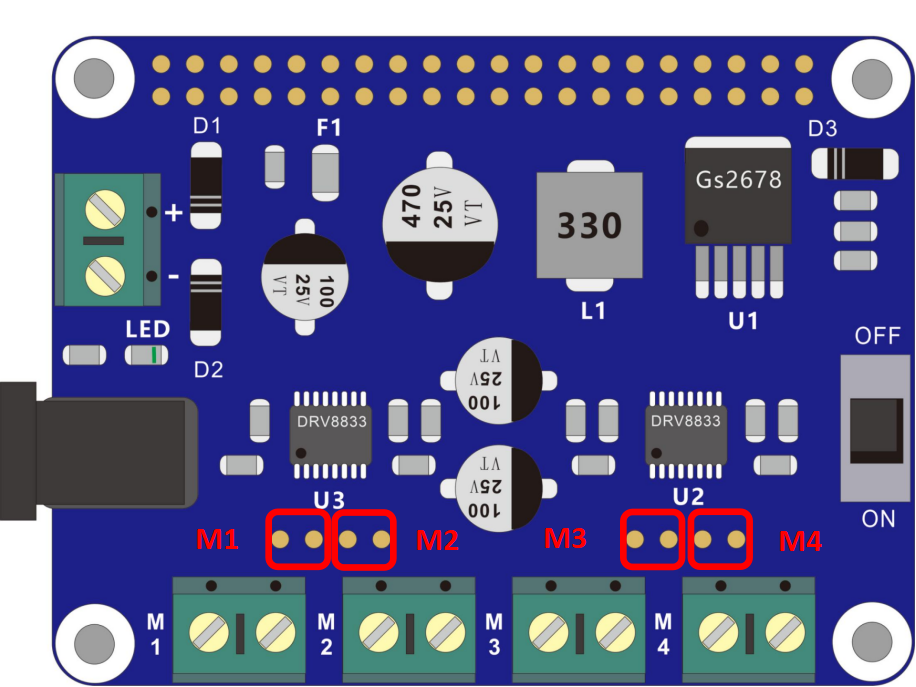 D1
F1
D3
Gs2678
470
25V
VT
330
+
-
100
25V
VT
L1
U1
LED
OFF
D2
VT
25V
100
DRV8833
DRV8833
VT
25V
100
U3
U2
ON
M1
M2
M3
M4
M
1
M
2
M
3
M
4